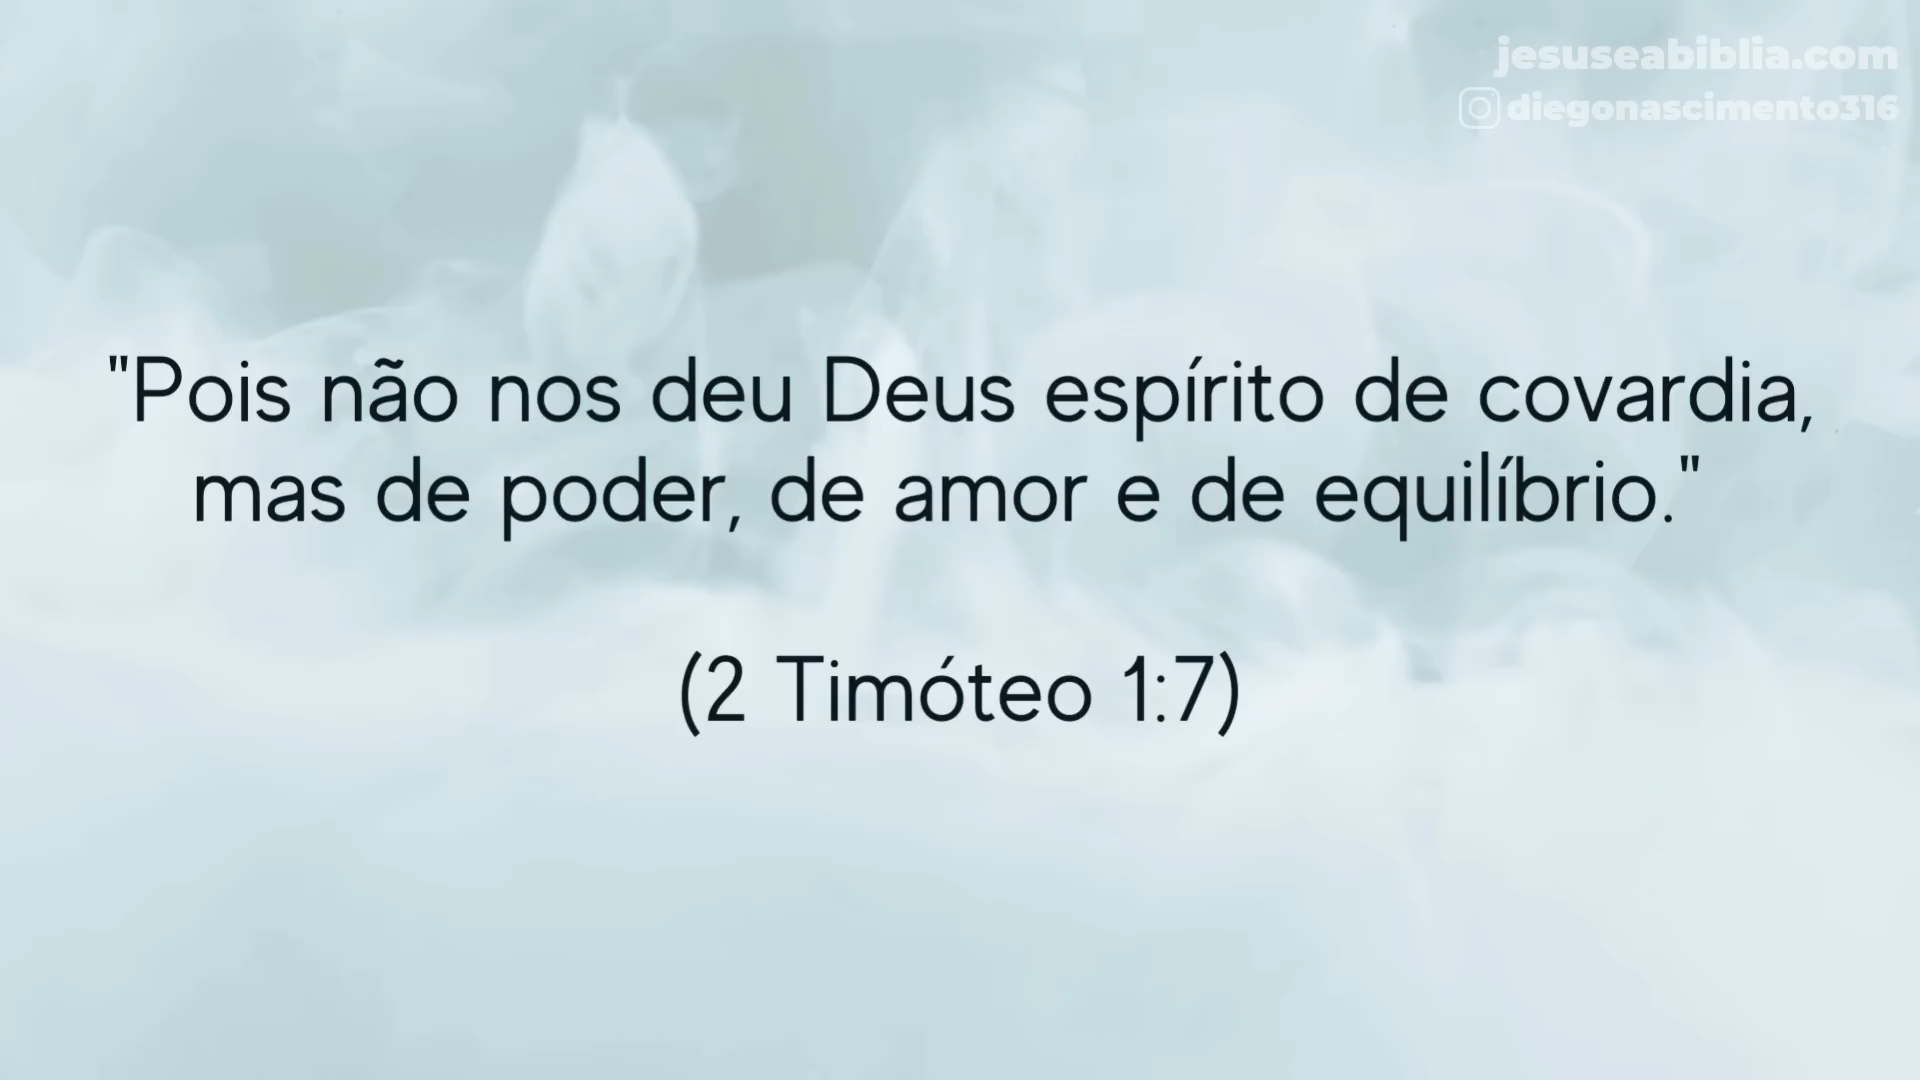 jesuseabiblia.com
diegonascimento316
"Pois não nos deu Deus espírito de covardia,
mas de poder, de amor e de equilíbrio."
(2 Timóteo 1:7)